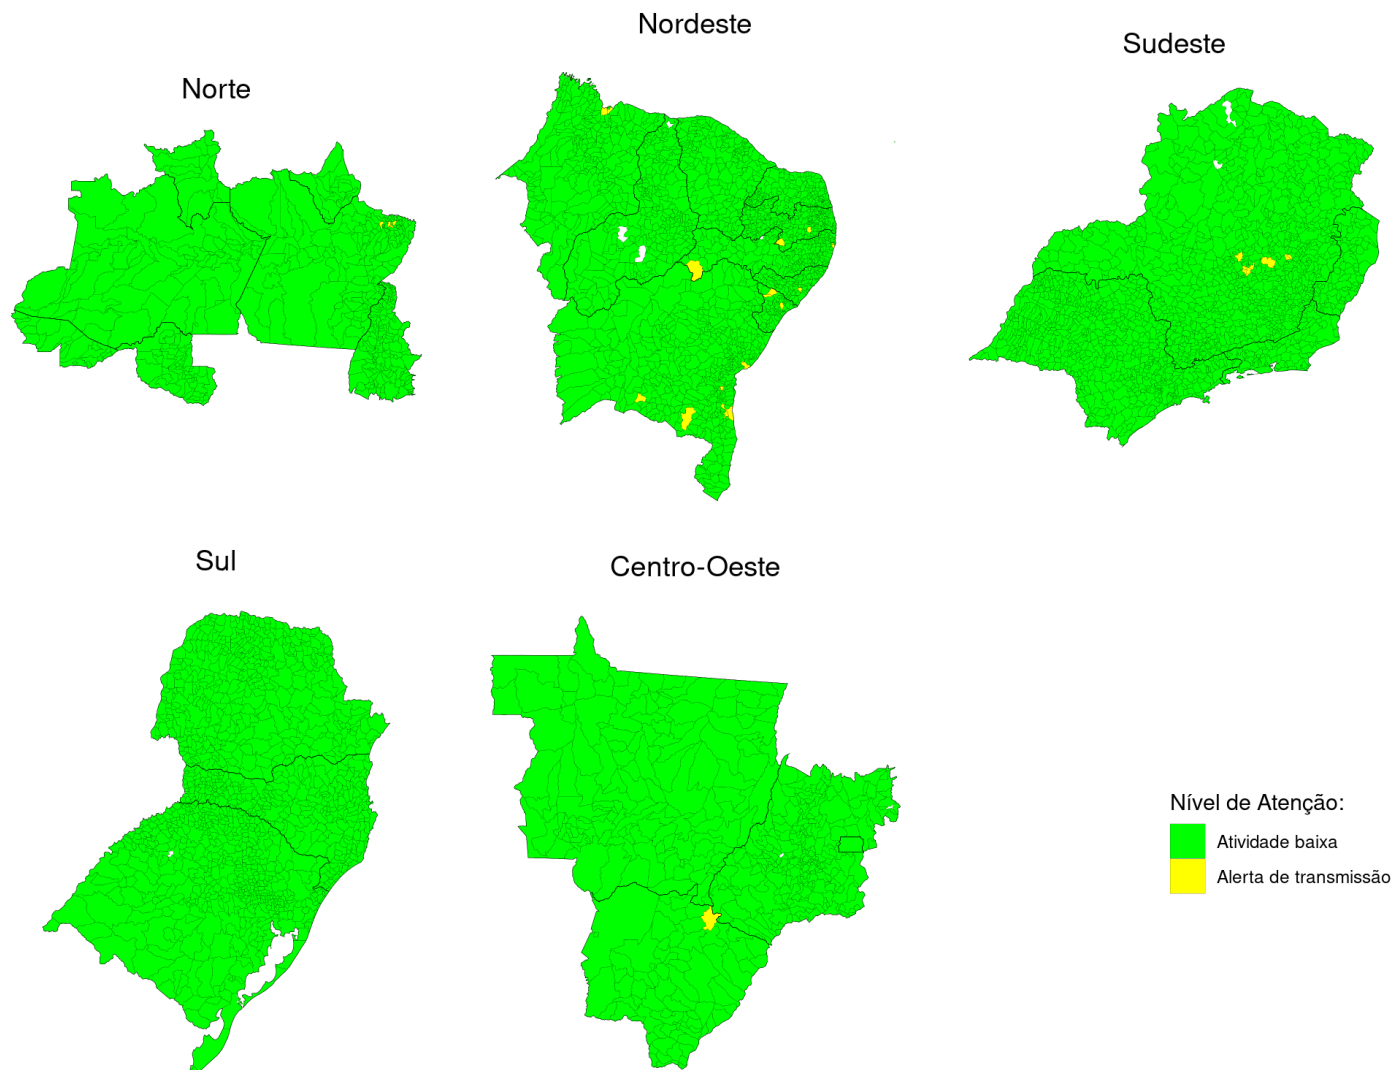 Norte
Nordeste
Sudeste
Sul
Centro-Oeste
Nível de Atenção:
Atividade baixa
Alerta de transmissão